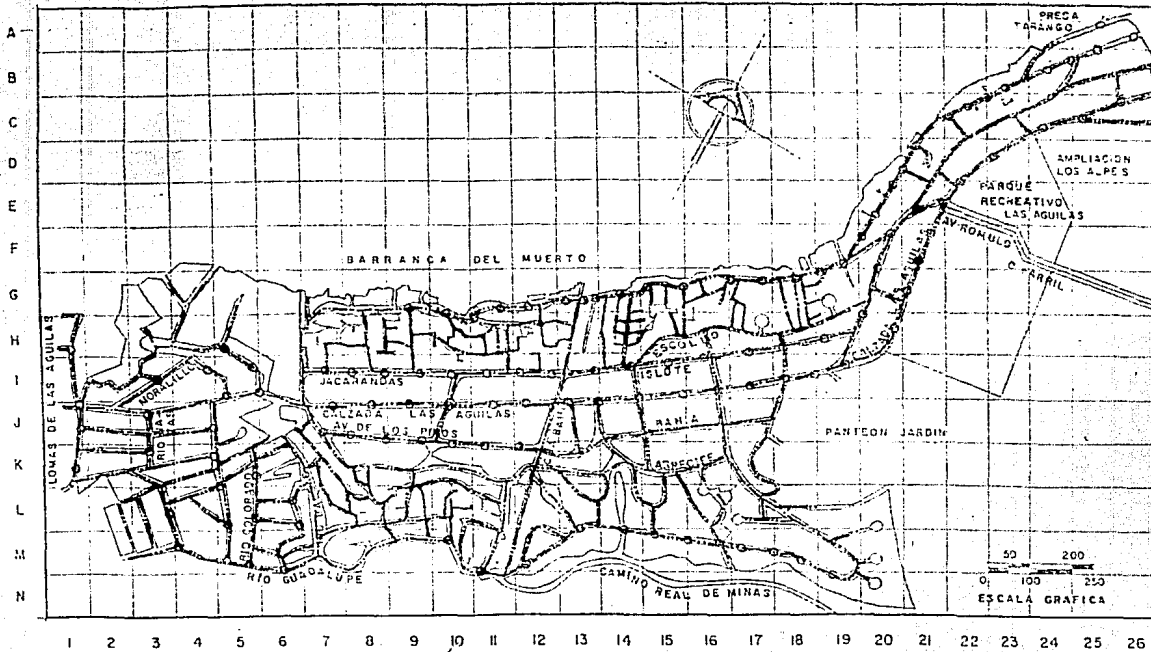 A
B
C
D
E
F
G
H
I
J
K
L
M
N
PRESA
TARANGO
AMPLIACION
LOS ALPES
PARQUE
RECREATIVO
LAS AGUILAS
AV. ROMULO
O FARRIL
BARRANCA DEL MUERTO
LOMAS DE LAS AGUILAS
MORALILLO
ESCOLLO
ISLOTE
JACARANDAS
CALZADA LAS AGUILAS
AV DE LOS PINOS
BAHIA
ARRECIFE
PANTEON JARDIN
RIO COLORADO
RIO GUADALUPE
CAMINO
REAL DE MINAS
50 200
0 100 250
ESCALA GRAFICA
1 2 3 4 5 6 7 8 9 10 11 12 13 14 15 16 17 18 19 20 21 22 23 24 25 26